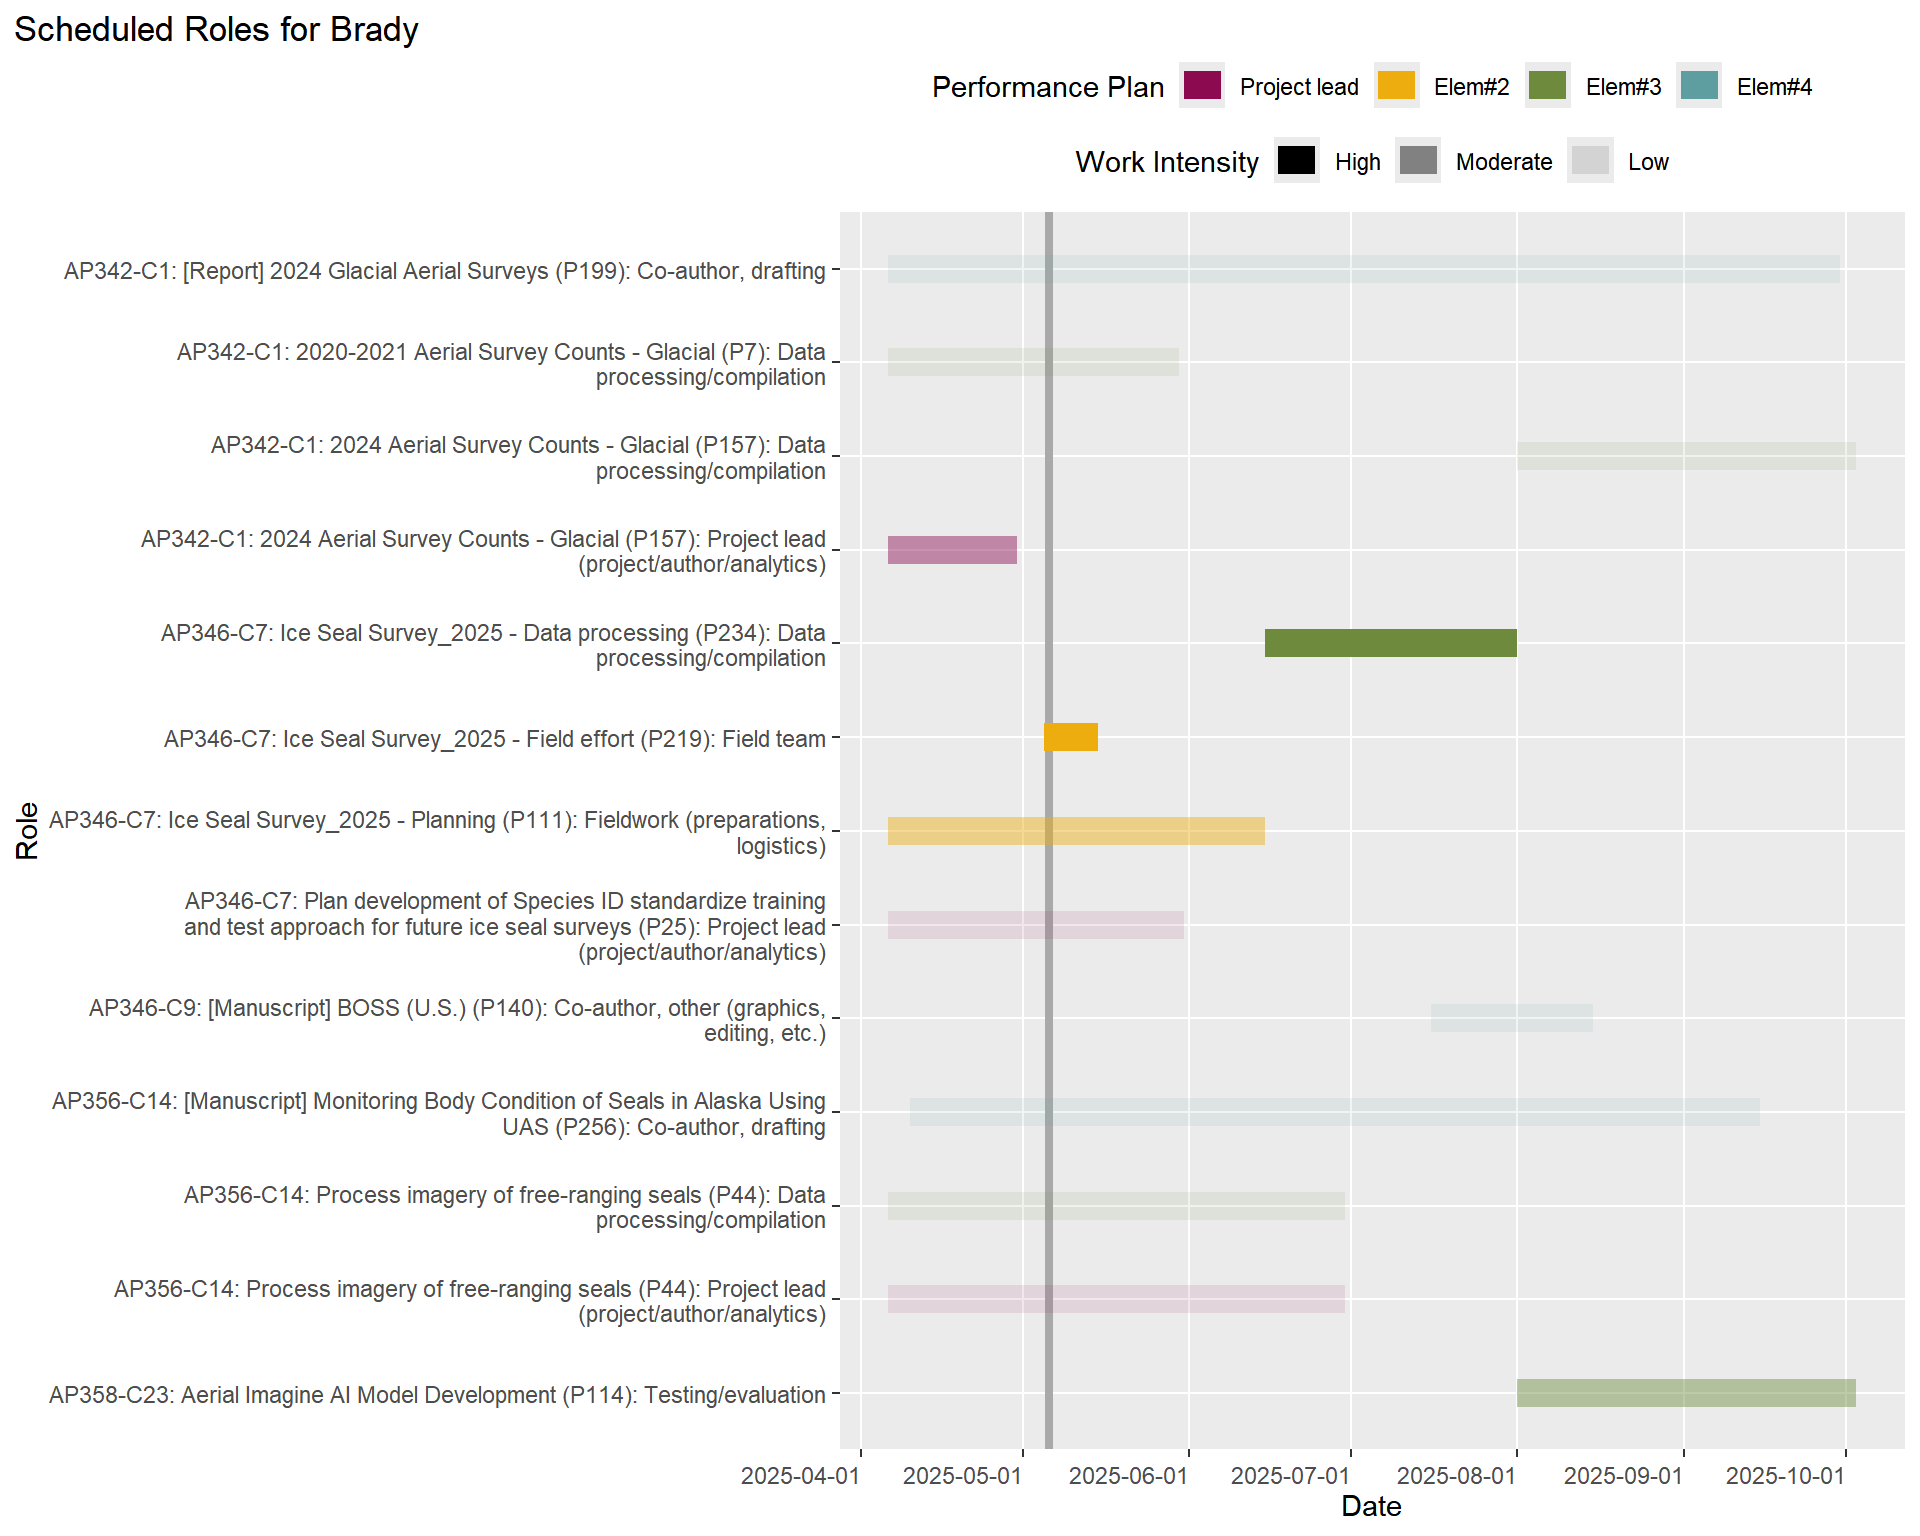 Scheduled Roles for Brady
Performance Plan Project lead Elem#2 Elem#3 Elem#4
Work Intensity High Moderate Low
AP342-C1: [Report] 2024 Glacial Aerial Surveys (P199): Co-author, drafting
AP342-C1: 2020-2021 Aerial Survey Counts - Glacial (P7): Data
processing/compilation
AP342-C1: 2024 Aerial Survey Counts - Glacial (P157): Data
processing/compilation
AP342-C1: 2024 Aerial Survey Counts - Glacial (P157): Project lead
(project/author/analytics)
AP346-C7: Ice Seal Survey_2025 - Data processing (P234): Data
processing/compilation
AP346-C7: Ice Seal Survey_2025 - Field effort (P219): Field team
AP346-C7: Ice Seal Survey_2025 - Planning (P111): Fieldwork (preparations,
logistics)
AP346-C7: Plan development of Species ID standardize training
and test approach for future ice seal surveys (P25): Project lead
(project/author/analytics)
AP346-C9: [Manuscript] BOSS (U.S.) (P140): Co-author, other (graphics,
editing, etc.)
AP356-C14: [Manuscript] Monitoring Body Condition of Seals in Alaska Using
UAS (P256): Co-author, drafting
AP356-C14: Process imagery of free-ranging seals (P44): Data
processing/compilation
AP356-C14: Process imagery of free-ranging seals (P44): Project lead
(project/author/analytics)
AP358-C23: Aerial Imagine AI Model Development (P114): Testing/evaluation
Role
2025-04-01 2025-05-01 2025-06-01 2025-07-01 2025-08-01 2025-09-01 2025-10-01
Date